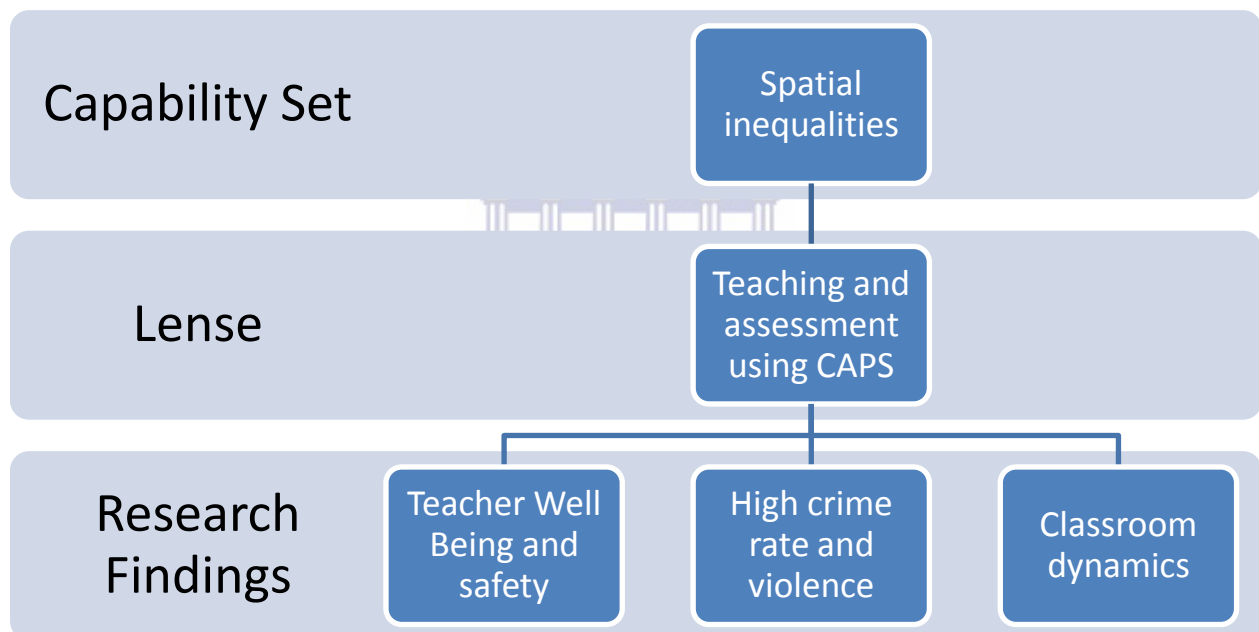 Capability Set
Spatial
inequalities
Lense
Teaching and
assessment
using CAPS
Research
Findings
Teacher Well
Being and
safety
High crime
rate and
violence
Classroom
dynamics